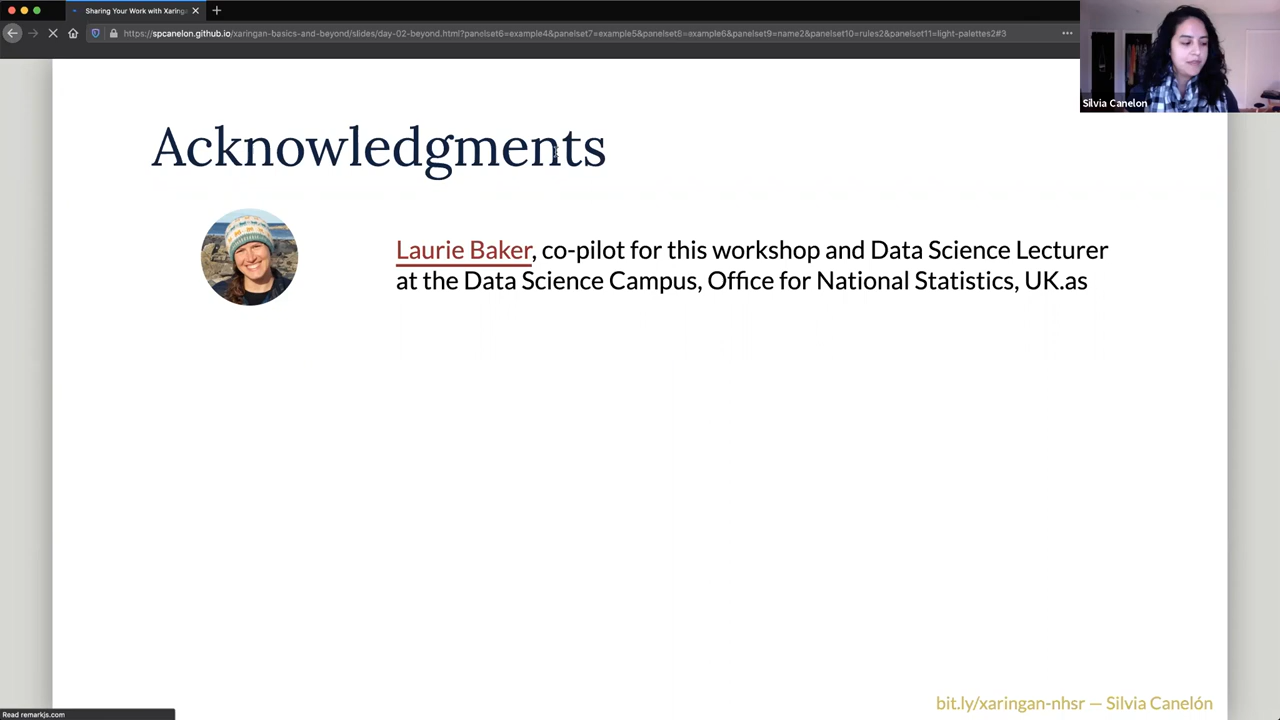 Sharing Your Work with Xaringa
https://spcanelon.github.io/xaringan-basics-and-beyond/slides/day-02-beyond.html?panelset6=example4&panelset7=example5&panelset8=example6&panelset9=name2&panelset10=rules2&panelset11=light-palettes2#3
Silvia Canelon
Acknowledgments
Laurie Baker, co-pilot for this workshop and Data Science Lecturer
at the Data Science Campus, Office for National Statistics, UK.as
bit.ly/xaringan-nhsr — Silvia Canelón
Read remarkjs.com